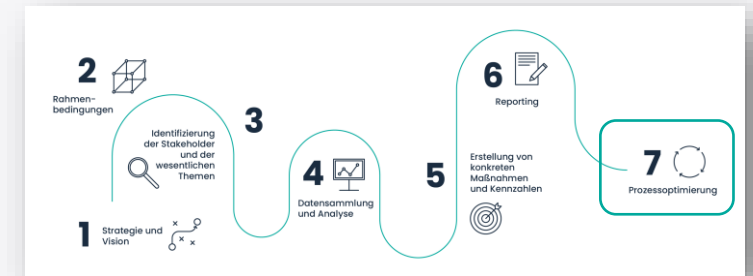 1
Strategie und
Vision
2
Rahmen-
bedingungen
3
Identifizierung
der Stakeholder
und der
wesentlichen
Themen
4
Datensammlung
und Analyse
5
Erstellung von
konkreten
Maßnahmen
und Kennzahlen
6
Reporting
7
Prozessoptimierung